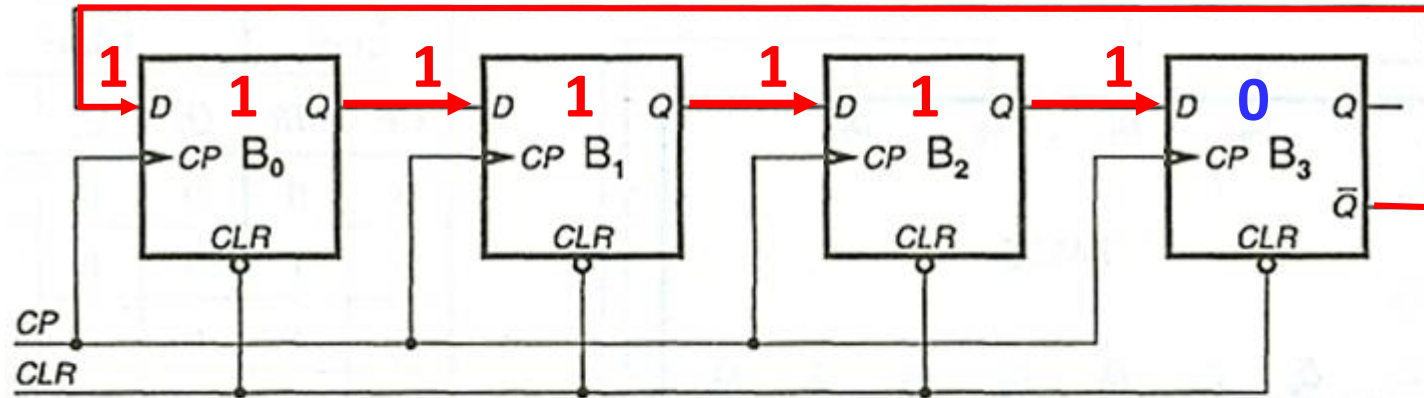 1 1 1 1 1 1 1 0
D Q D Q D Q D Q
CP B₀ CP B₁ CP B₂ CP B₃
Q̅
CLR CLR CLR CLR
CP
CLR